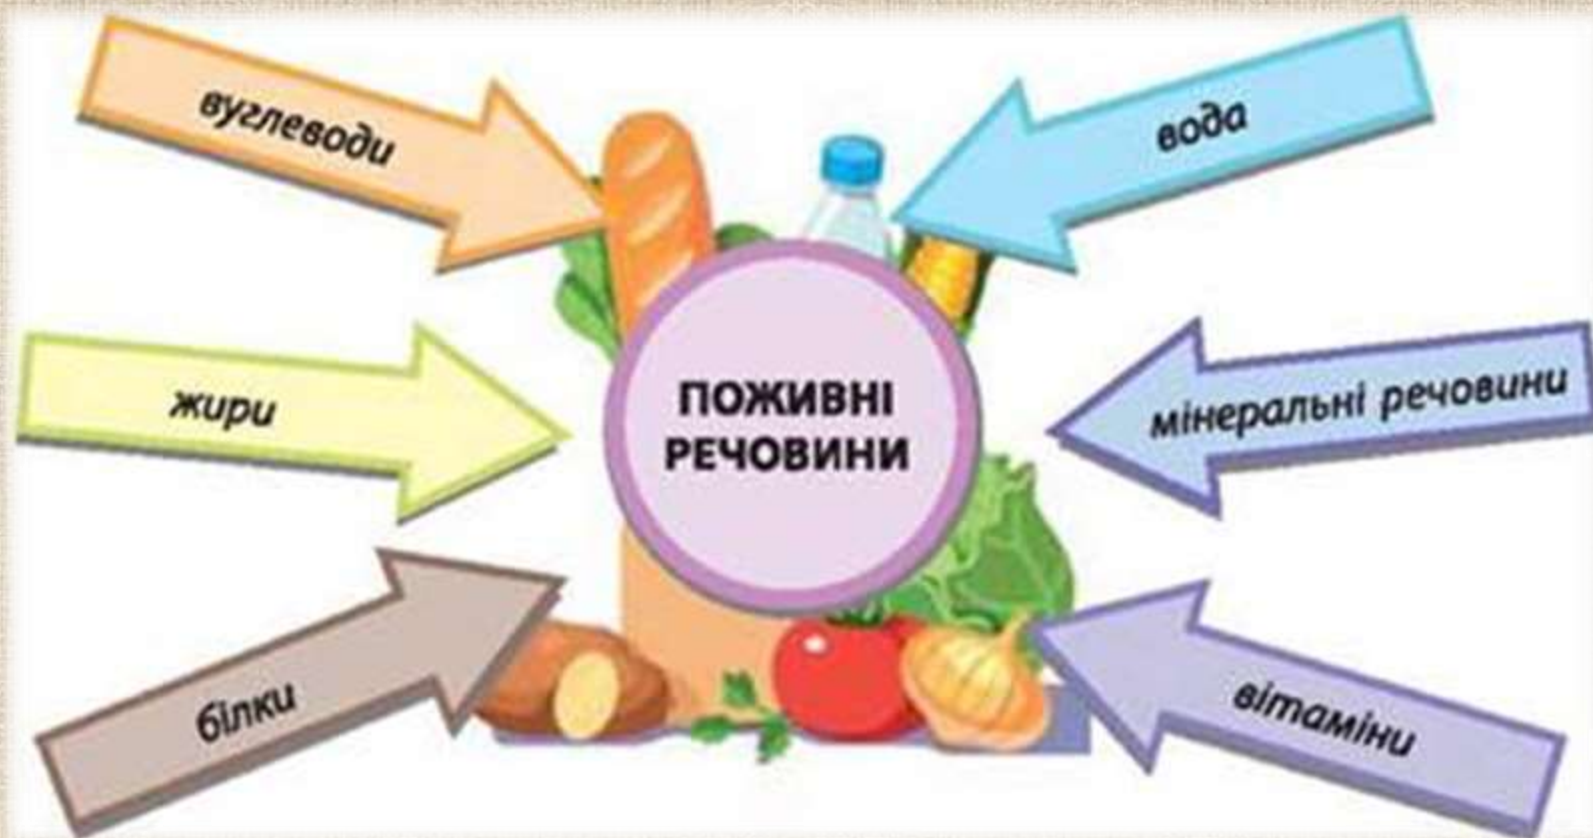 вуглеводи
вода
жири
ПОЖИВНІ
РЕЧОВИНИ
мінеральні речовини
білки
вітаміни